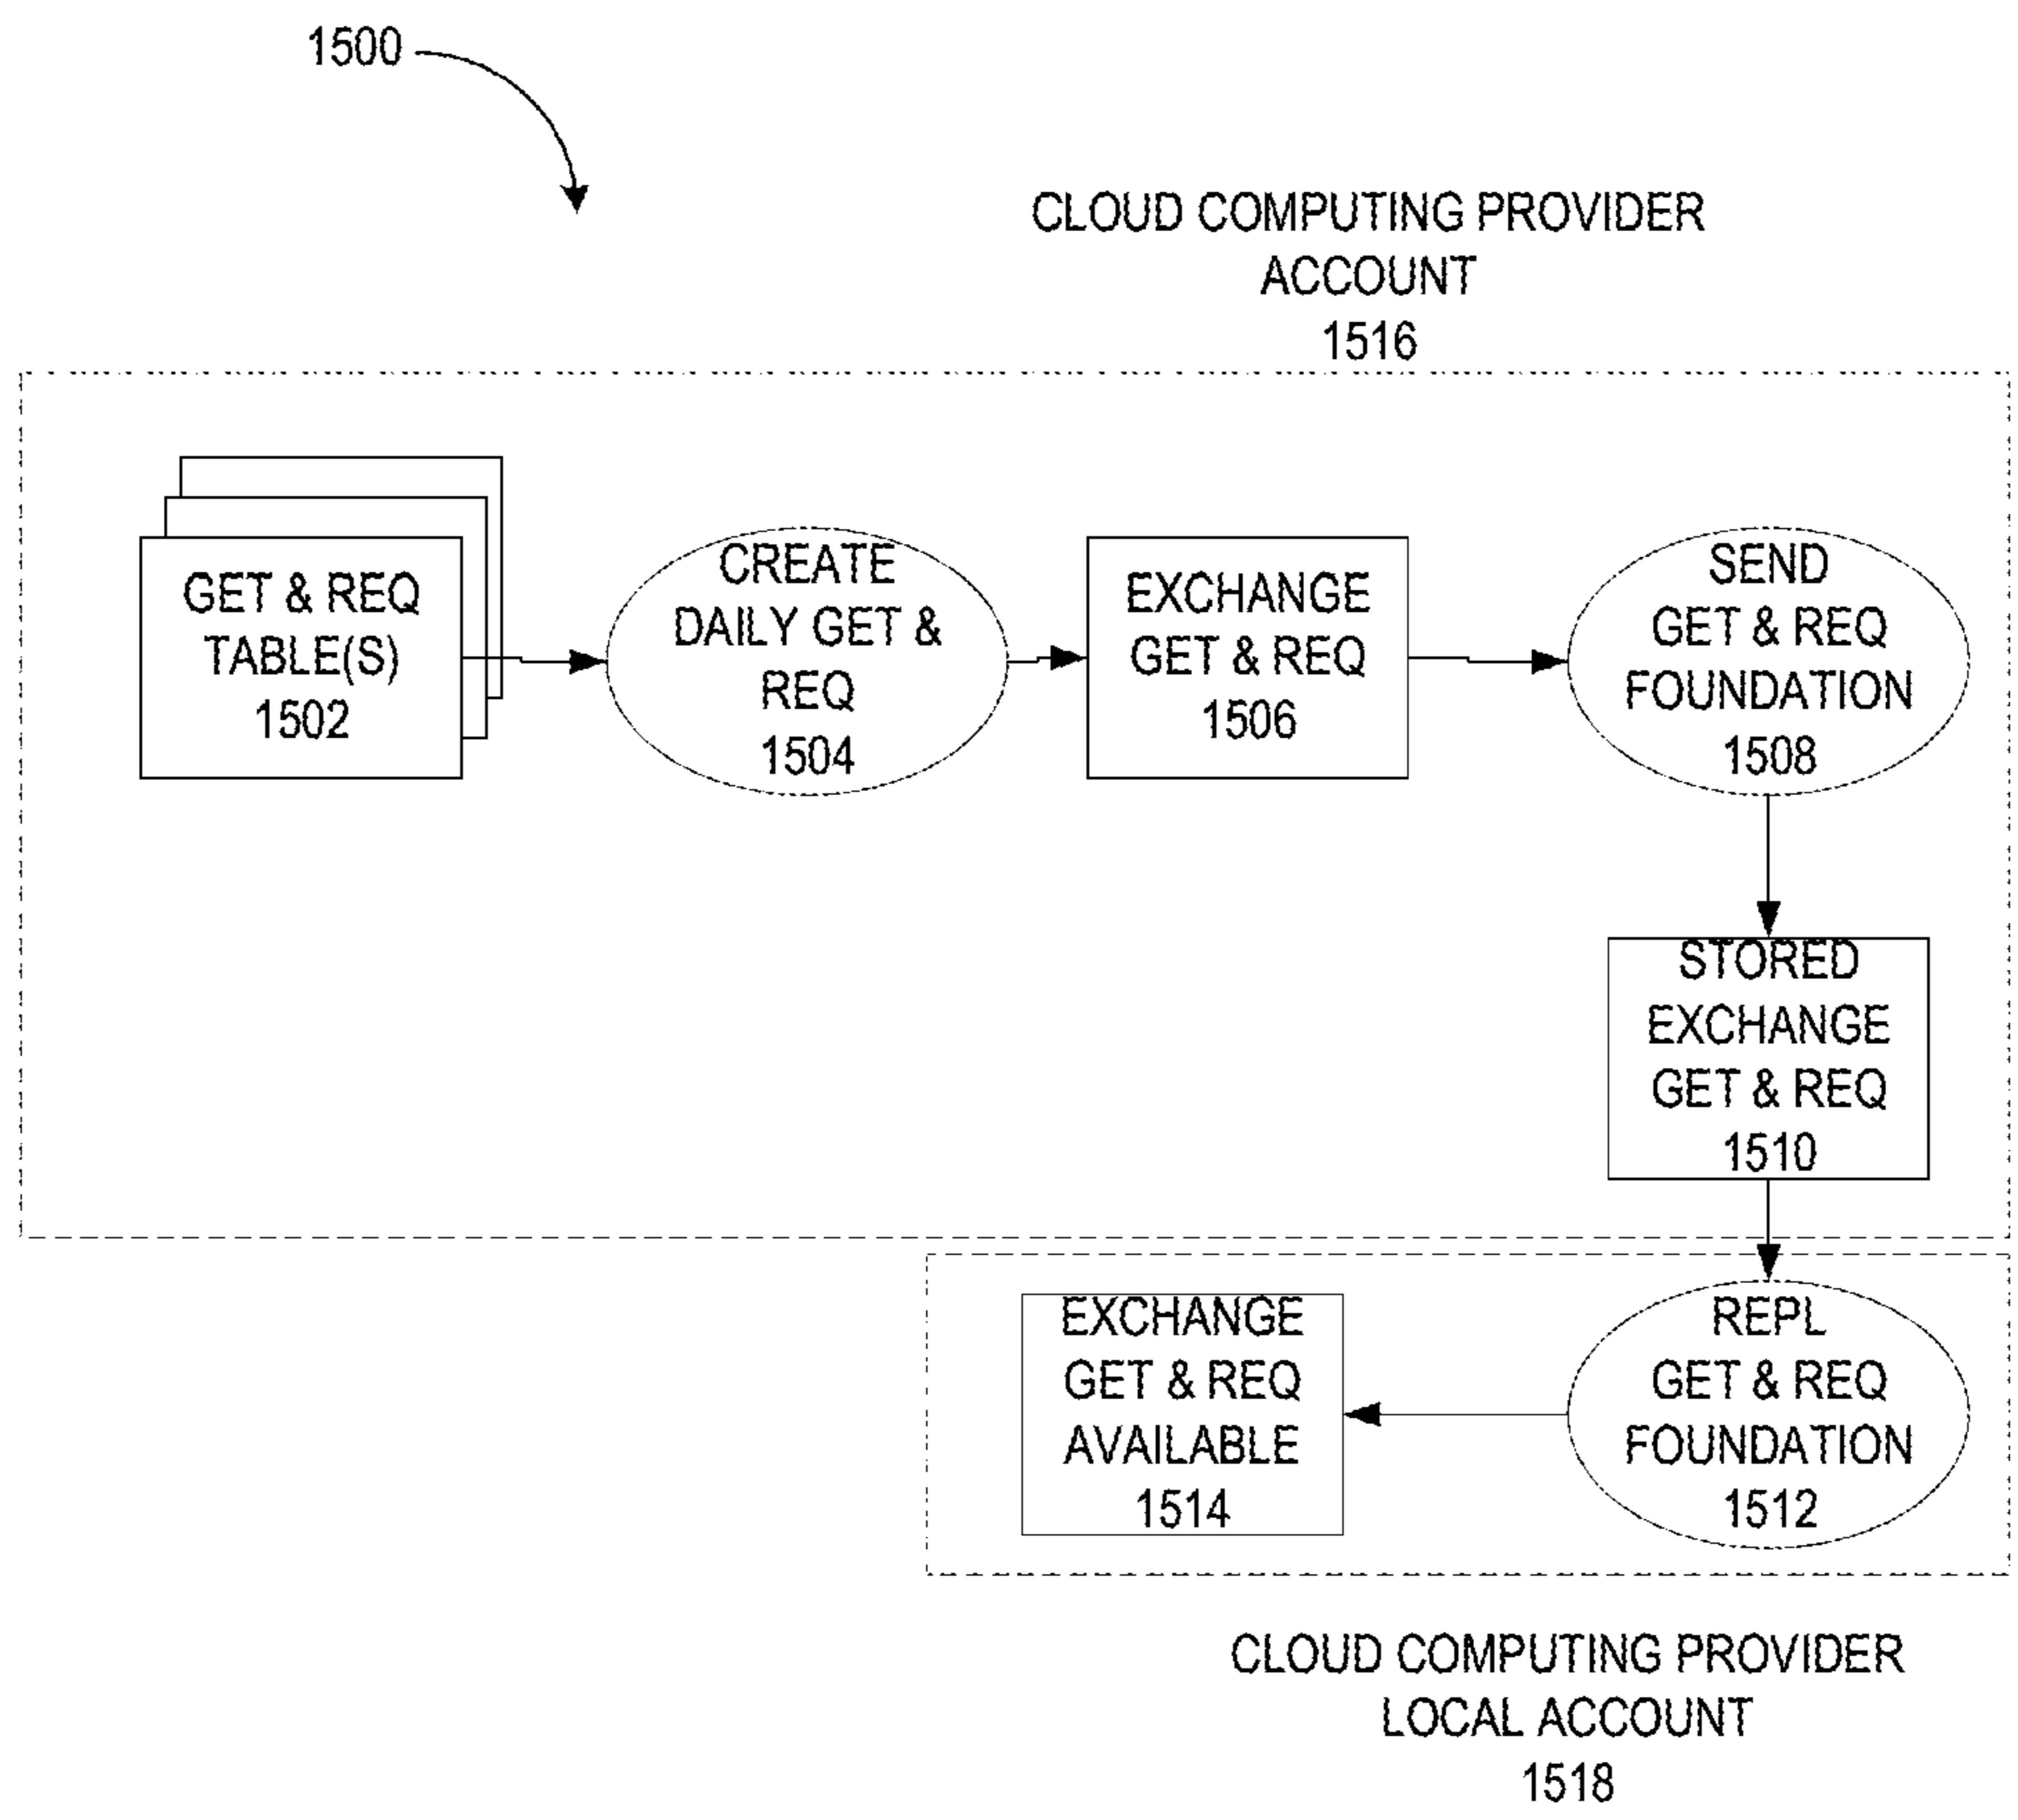 1500
CLOUD COMPUTING PROVIDER
ACCOUNT
1516
GET & REQ
TABLE(S)
1502
CREATE
DAILY GET &
REQ
1504
EXCHANGE
GET & REQ
1506
SEND
GET & REQ
FOUNDATION
1508
STORED
EXCHANGE
GET & REQ
1510
REPL
GET & REQ
FOUNDATION
1512
EXCHANGE
GET & REQ
AVAILABLE
1514
CLOUD COMPUTING PROVIDER
LOCAL ACCOUNT
1518